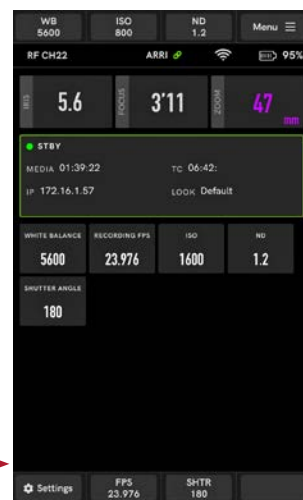 WB ISO ND Menu
5600 800 1.2
RF CH22 ARRI 95%
IRIS 5.6 FOCUS 3'11 ZOOM 47 mm
STBY
MEDIA 01:39:22 TC 06:42:
IP 172.16.1.57 LOOK Default
WHITE BALANCE RECORDING FPS ISO ND
5600 23.976 1600 1.2
SHUTTER ANGLE
180
Settings FPS SHTR
23.976 180